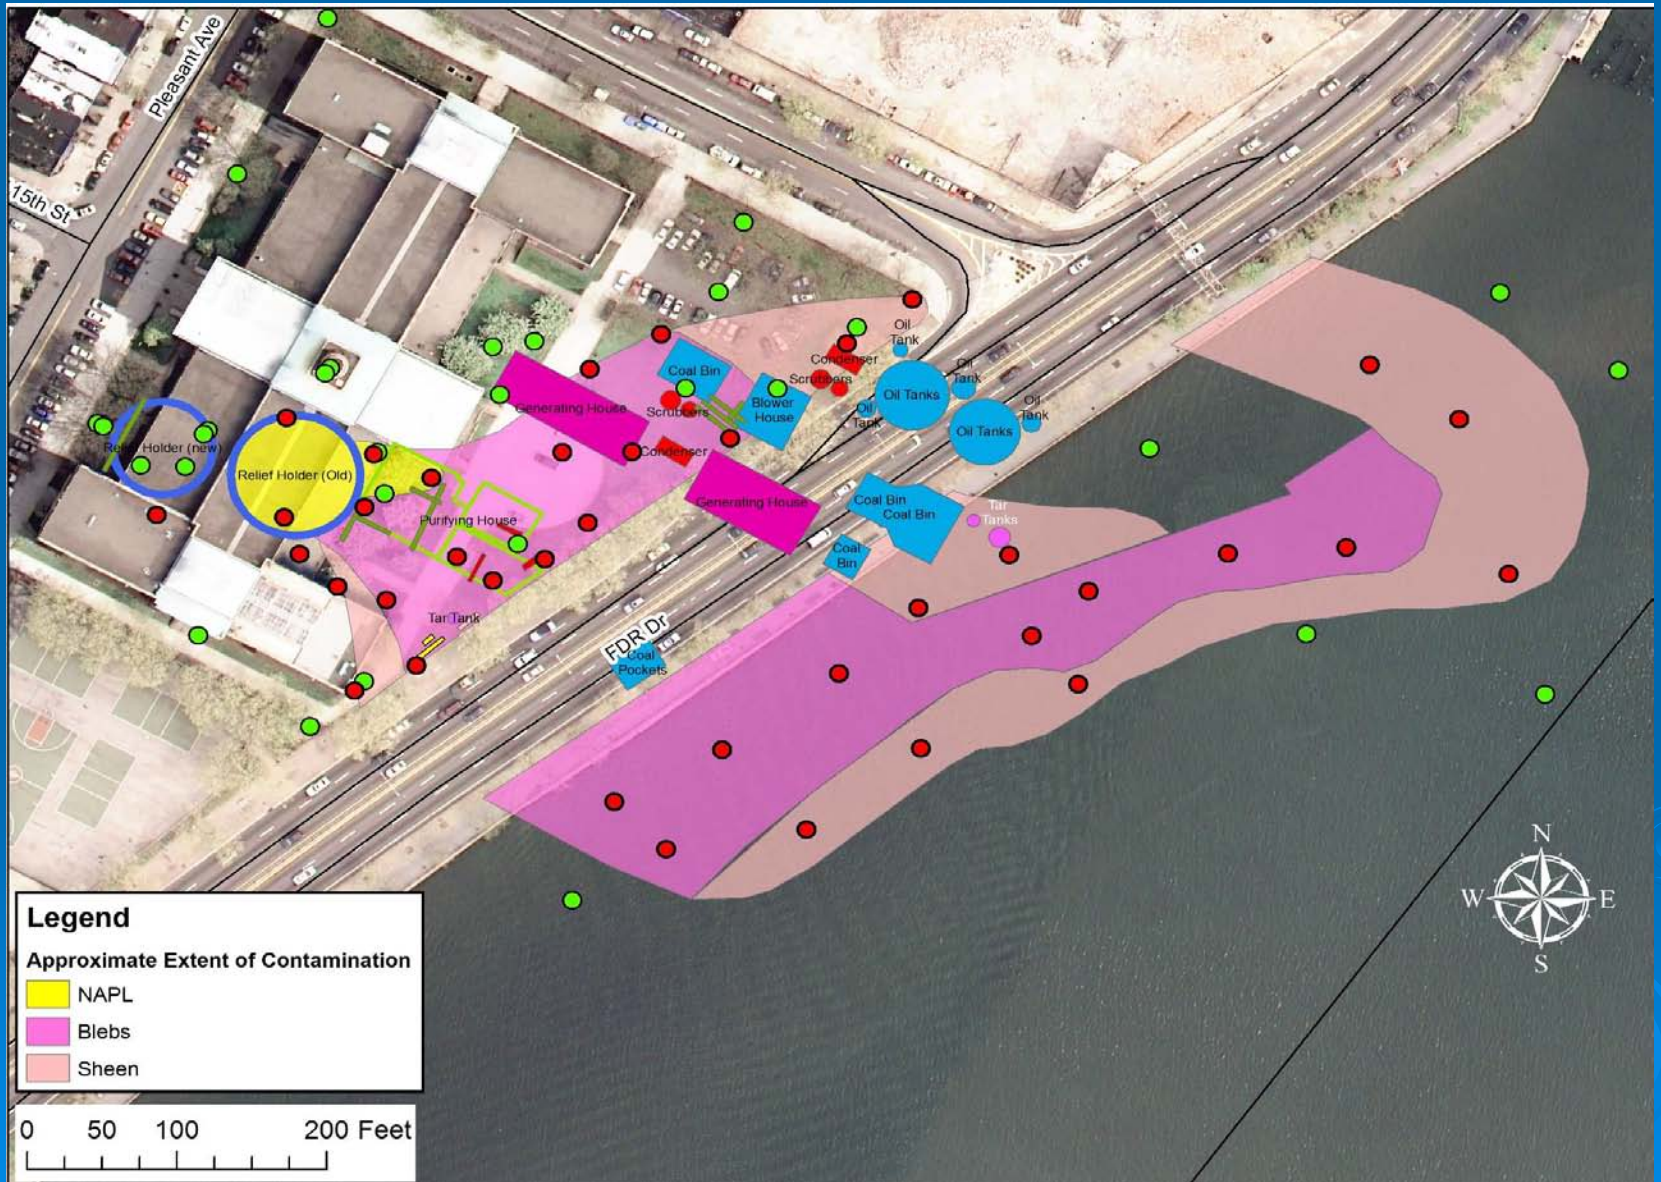 Pleasant Ave
15th St
Oil
Tank
Condenser
Coal Bin
Scrubbers
Oil
Tank
Oil Tanks
Generating House
Scrubbers
Blower
House
Oil
Tank
Oil
Tank
Oil Tanks
Relief Holder (new)
Condenser
Relief Holder (Old)
Generating House
Coal Bin
Coal Bin
Tar
Tanks
Purifying House
Coal
Bin
Tar Tank
FDR Dr
Coal
Pockets
N
W
E
S
Legend
Approximate Extent of Contamination
NAPL
Blebs
Sheen
0 50 100 200 Feet